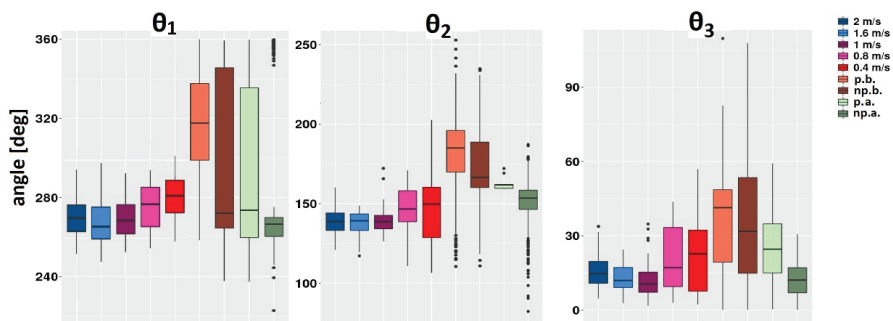 θ1 θ2 θ3
angle [deg]
360
320
280
240
250
200
150
100
90
60
30
0
2 m/s
1.6 m/s
1 m/s
0.8 m/s
0.4 m/s
p.b.
np.b.
p.a.
np.a.